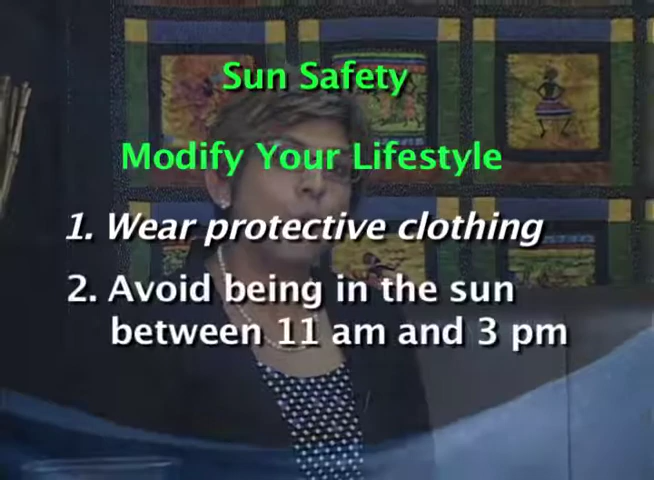 Sun Safety
Modify Your Lifestyle
1. Wear protective clothing
2. Avoid being in the sun
between 11 am and 3 pm